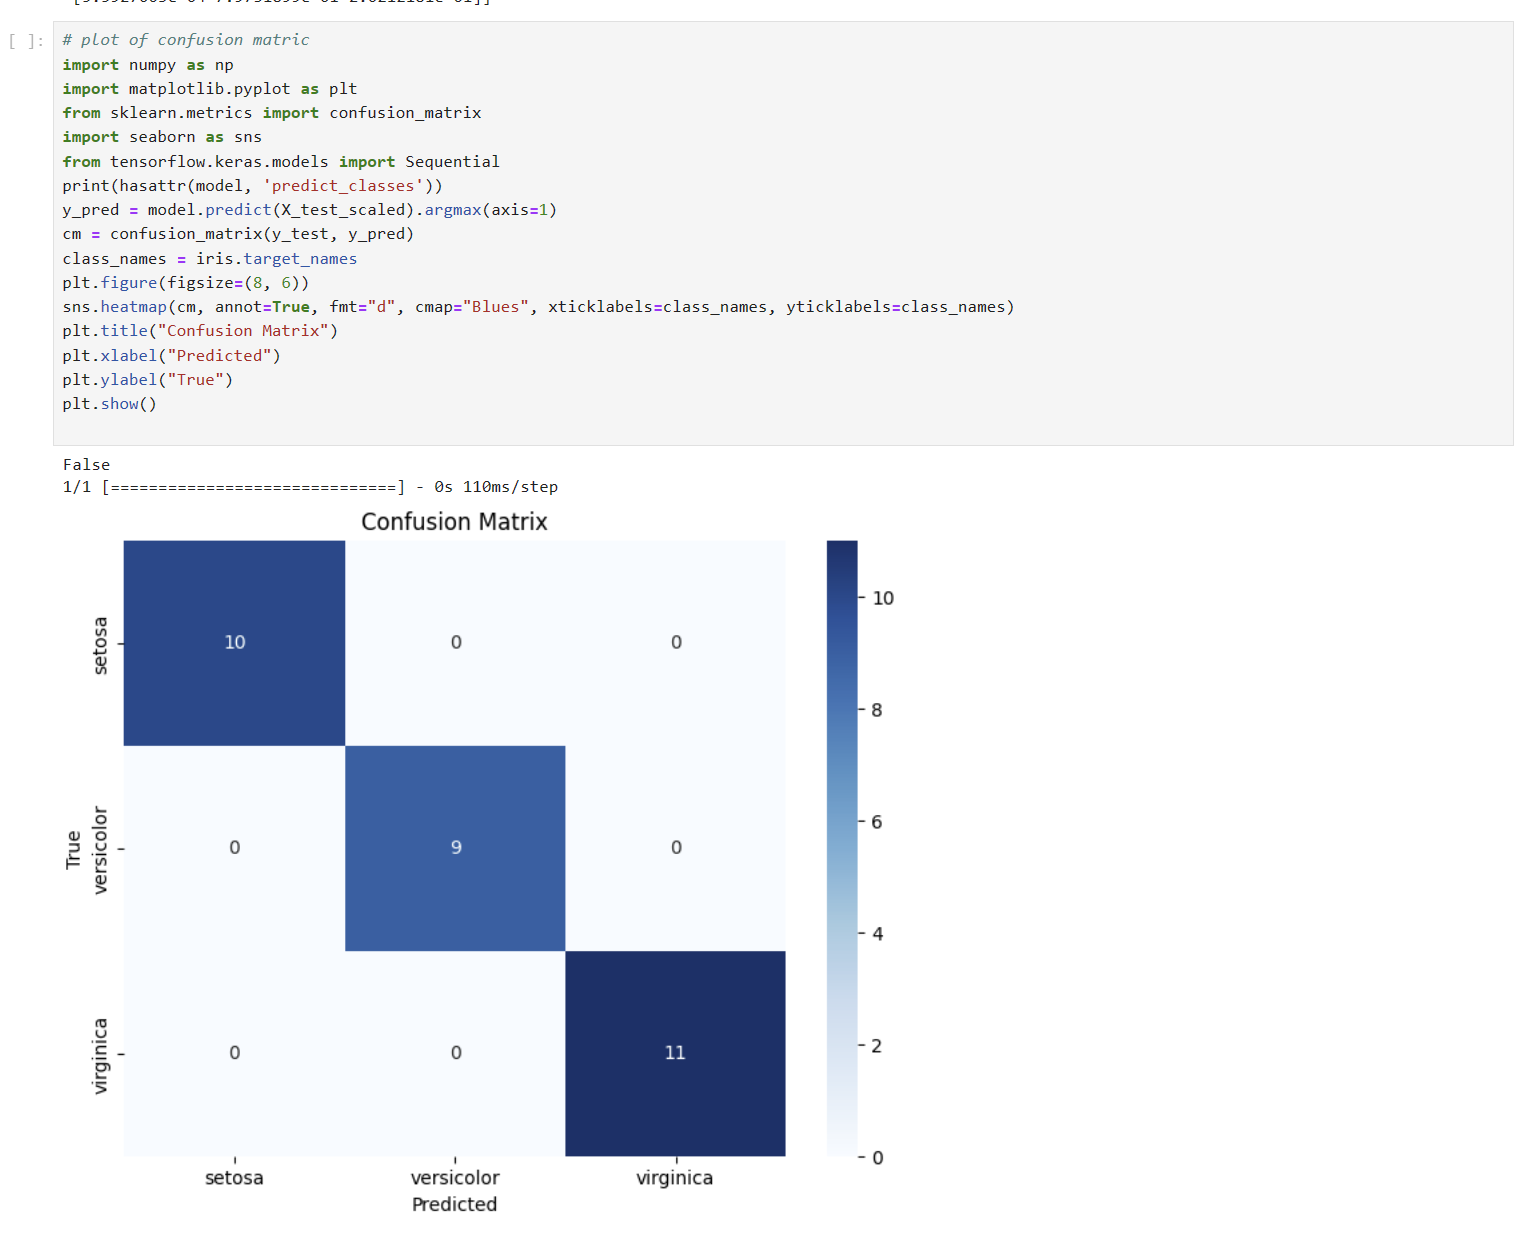 [ ]:
# plot of confusion matric
import numpy as np
import matplotlib.pyplot as plt
from sklearn.metrics import confusion_matrix
import seaborn as sns
from tensorflow.keras.models import Sequential
print(hasattr(model, 'predict_classes'))
y_pred = model.predict(X_test_scaled).argmax(axis=1)
cm = confusion_matrix(y_test, y_pred)
class_names = iris.target_names
plt.figure(figsize=(8, 6))
sns.heatmap(cm, annot=True, fmt="d", cmap="Blues", xticklabels=class_names, yticklabels=class_names)
plt.title("Confusion Matrix")
plt.xlabel("Predicted")
plt.ylabel("True")
plt.show()
False
1/1 [==============================] - 0s 110ms/step
Confusion Matrix
setosa
10 0 0
True
versicolor
0 9 0
virginica
0 0 11
setosa versicolor virginica
Predicted
10
8
6
4
2
0